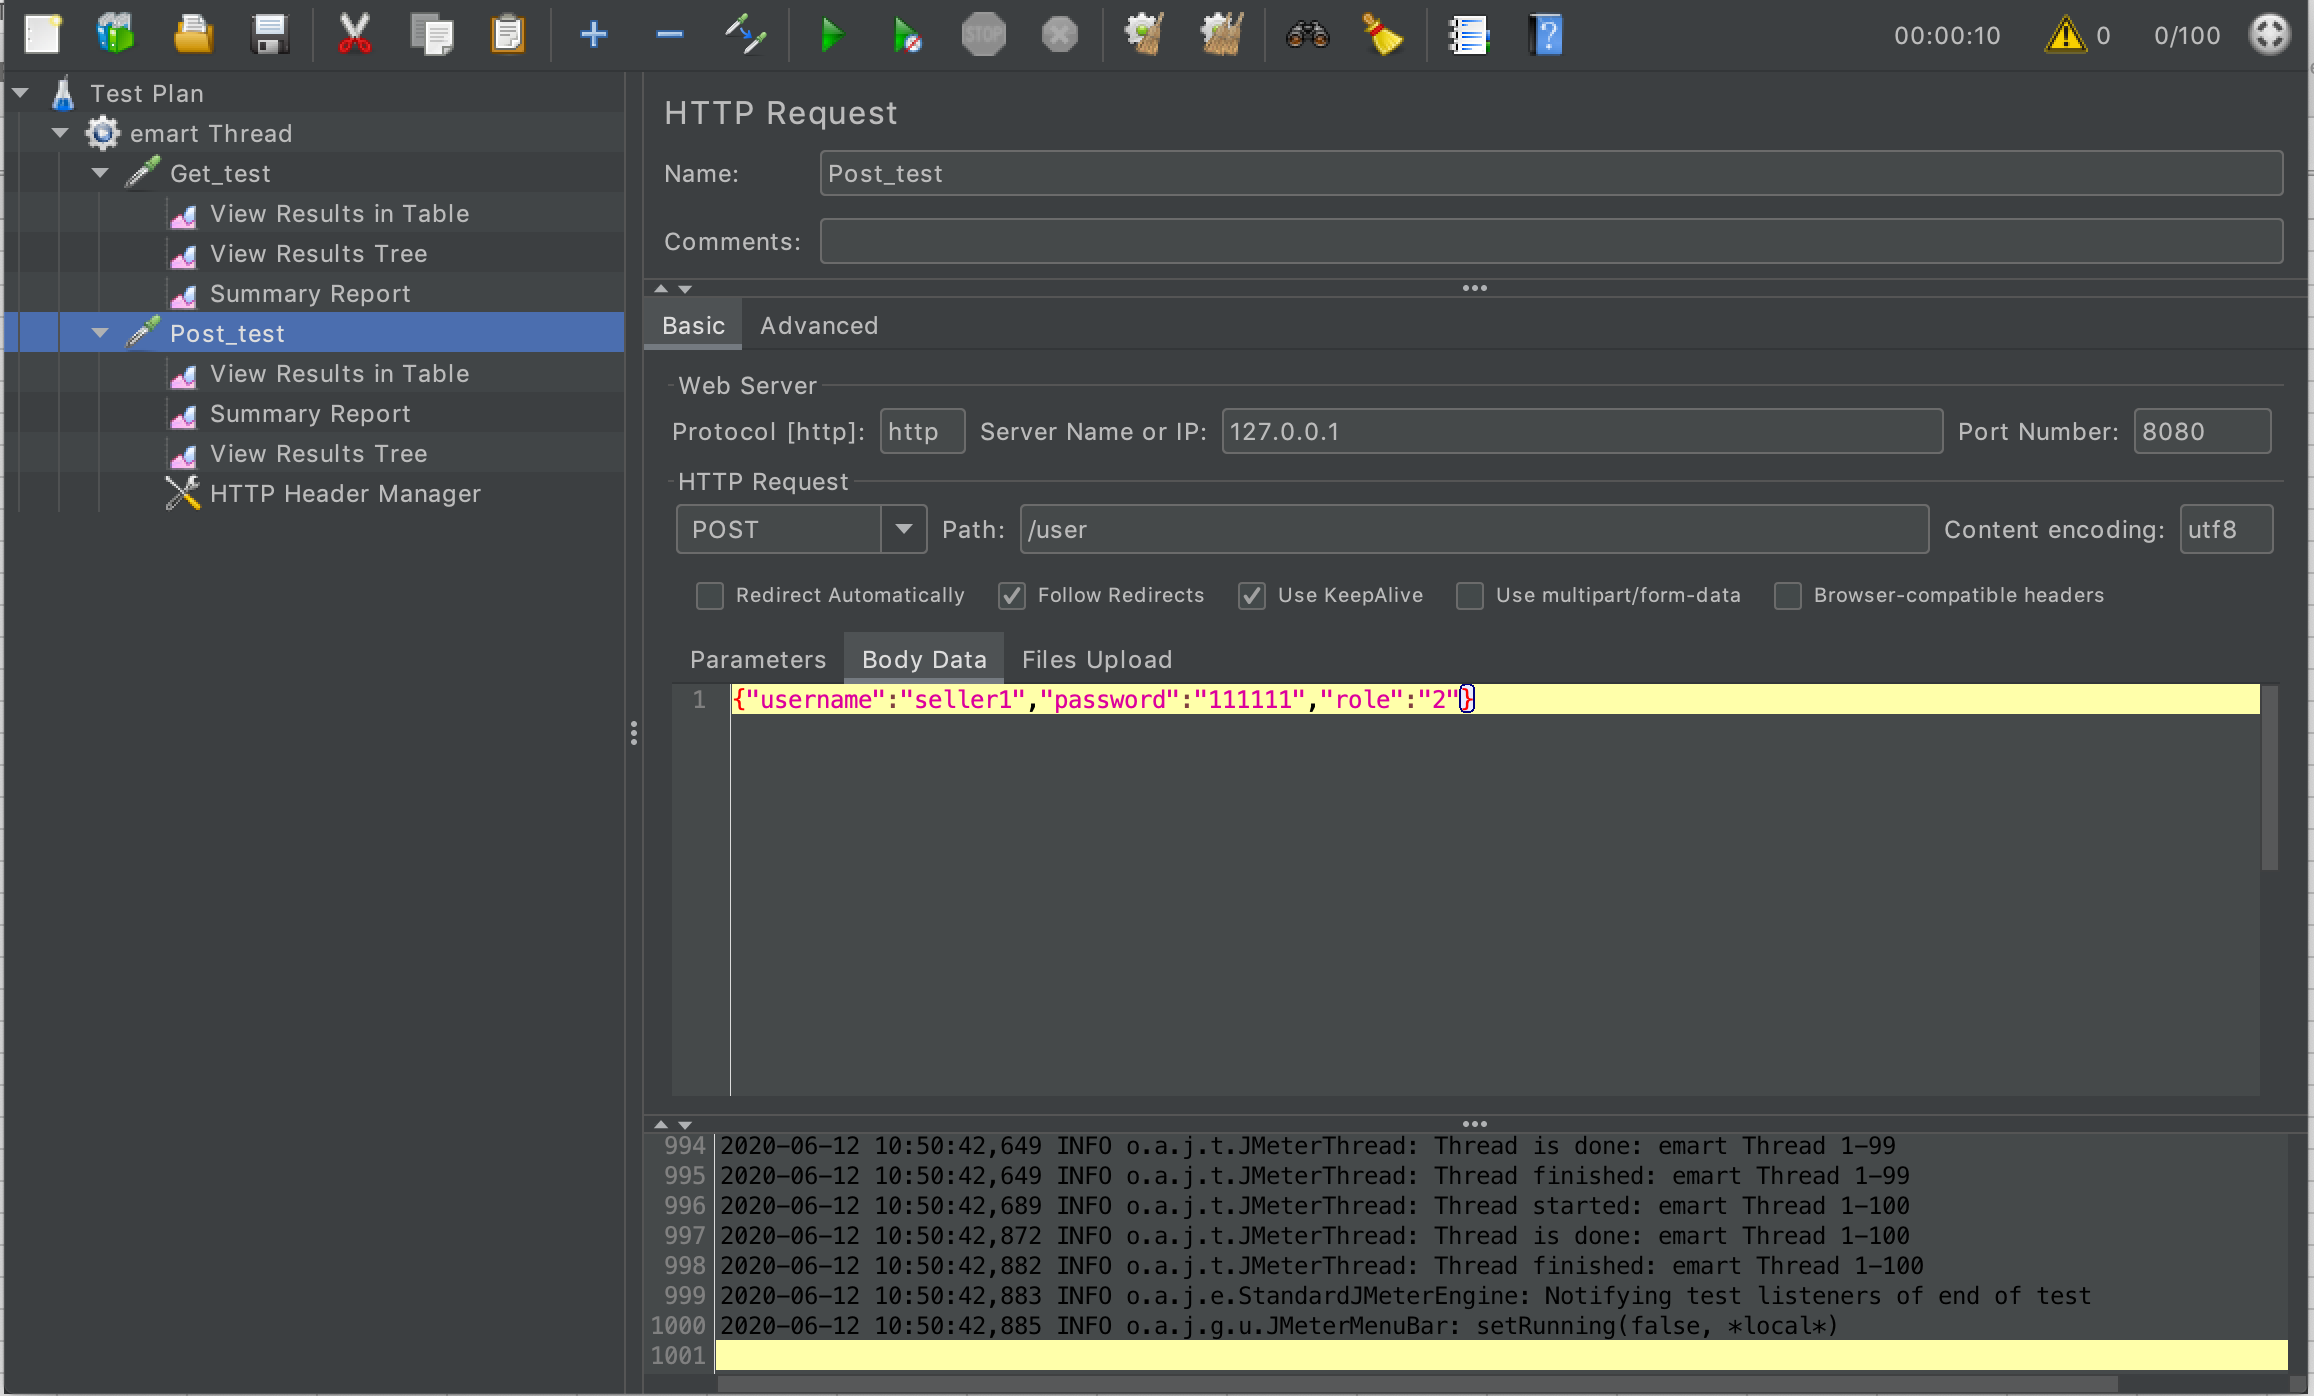 STOP
00:00:10 0 0/100
Test Plan
emart Thread
Get_test
View Results in Table
View Results Tree
Summary Report
Post_test
View Results in Table
Summary Report
View Results Tree
HTTP Header Manager
HTTP Request
Name: Post_test
Comments:
Basic Advanced
Web Server
Protocol [http]: http Server Name or IP: 127.0.0.1 Port Number: 8080
HTTP Request
POST Path: /user Content encoding: utf8
Redirect Automatically Follow Redirects Use KeepAlive Use multipart/form-data Browser-compatible headers
Parameters Body Data Files Upload
1 {"username":"seller1","password":"111111","role":"2"}
994 2020-06-12 10:50:42,649 INFO o.a.j.t.JMeterThread: Thread is done: emart Thread 1-99
995 2020-06-12 10:50:42,649 INFO o.a.j.t.JMeterThread: Thread finished: emart Thread 1-99
996 2020-06-12 10:50:42,689 INFO o.a.j.t.JMeterThread: Thread started: emart Thread 1-100
997 2020-06-12 10:50:42,872 INFO o.a.j.t.JMeterThread: Thread is done: emart Thread 1-100
998 2020-06-12 10:50:42,882 INFO o.a.j.t.JMeterThread: Thread finished: emart Thread 1-100
999 2020-06-12 10:50:42,883 INFO o.a.j.e.StandardJMeterEngine: Notifying test listeners of end of test
1000 2020-06-12 10:50:42,885 INFO o.a.j.g.u.JMeterMenuBar: setRunning(false, *local*)
1001